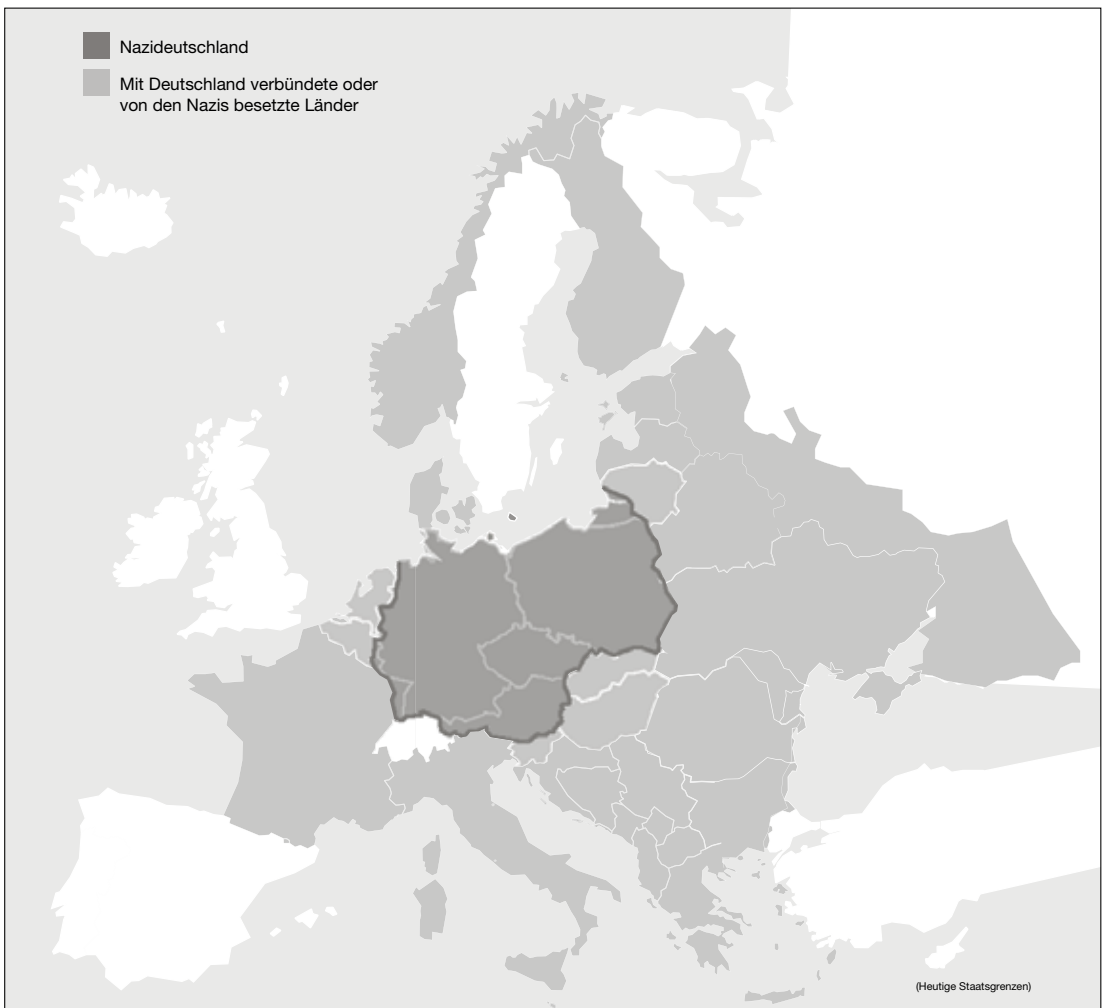 Nazideutschland
Mit Deutschland verbündete oder
von den Nazis besetzte Länder
(Heutige Staatsgrenzen)